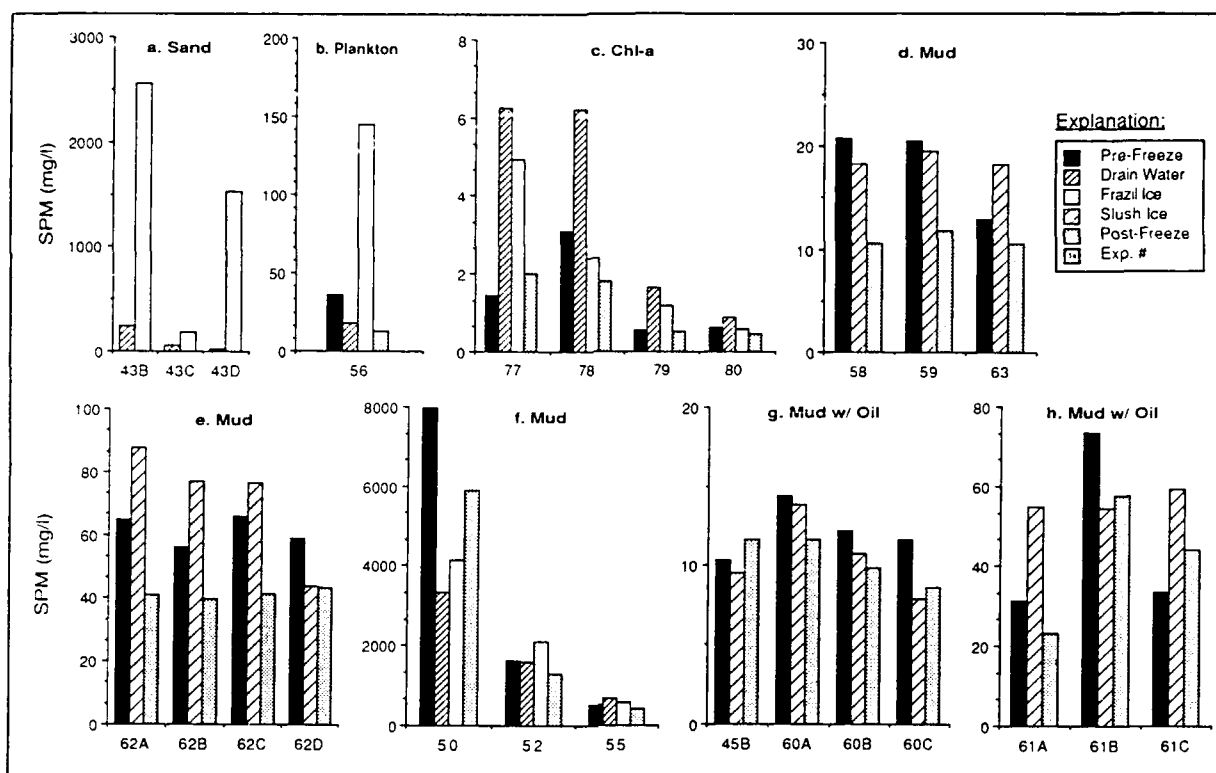 a. Sand
SPM (mg/l)
3000
2000
1000
0
43B 43C 43D
b. Plankton
200
150
100
50
0
56
c. Chl-a
8
6
4
2
0
77 78 79 80
d. Mud
30
20
10
0
58 59 63
Explanation:
Pre-Freeze
Drain Water
Frazil Ice
Slush Ice
Post-Freeze
Exp. #
e. Mud
SPM (mg/l)
100
80
60
40
20
0
62A 62B 62C 62D
f. Mud
8000
6000
4000
2000
0
50 52 55
g. Mud w/ Oil
20
10
0
45B 60A 60B 60C
h. Mud w/ Oil
80
60
40
20
0
61A 61B 61C